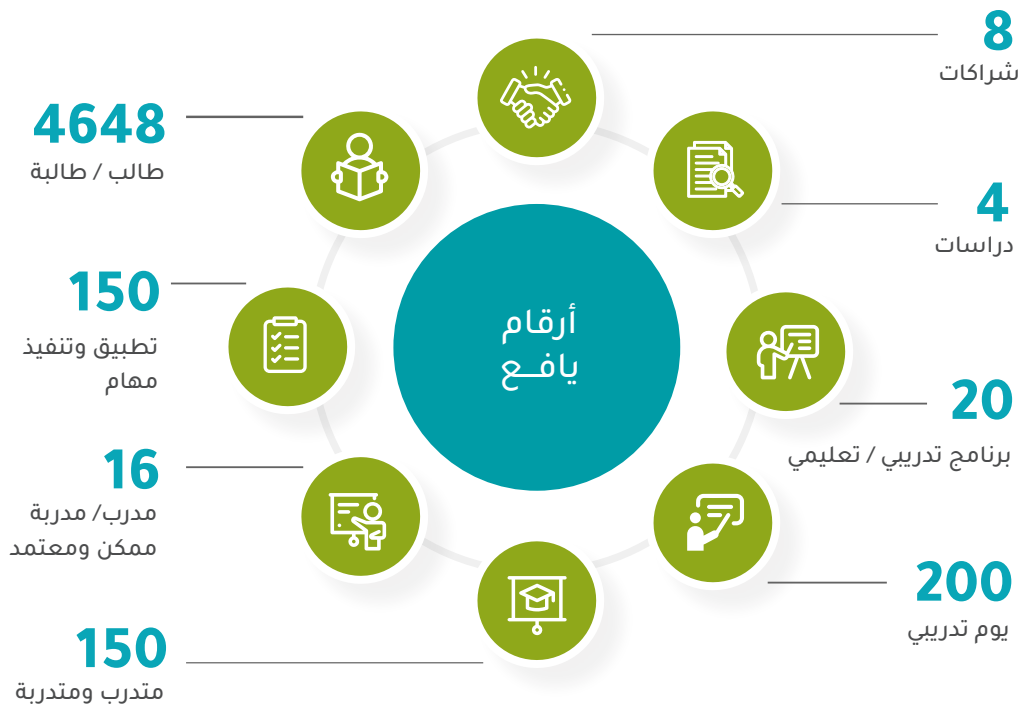 أرقام
يافـع
8
شراكات
4
دراسات
20
برنامج تدريبي / تعليمي
200
يوم تدريبي
150
متدرب ومتدربة
16
مدرب/ مدربة
ممكن ومعتمد
150
تطبيق وتنفيذ
مهام
4648
طالب / طالبة